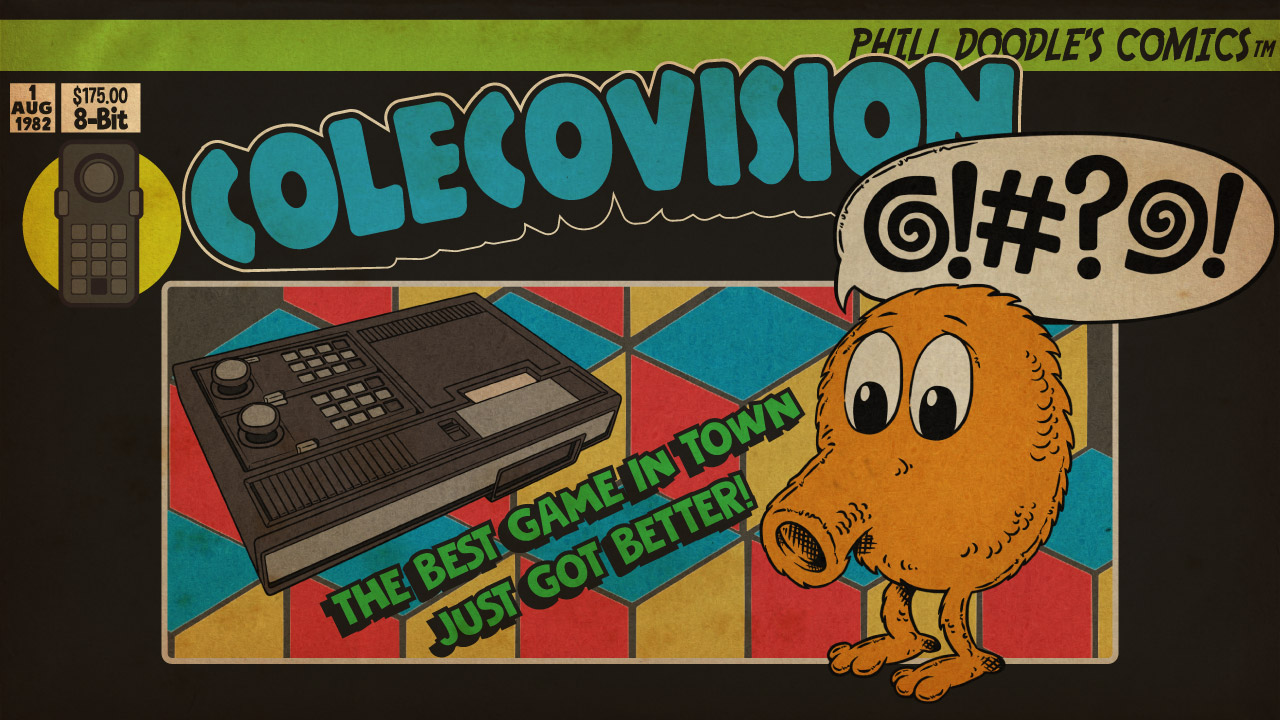 PHILL DOODLE'S COMICS™
1
AUG
1982
$175.00
8-Bit
COLECOVISION
@!#?@!
THE BEST GAME IN TOWN
JUST GOT BETTER!